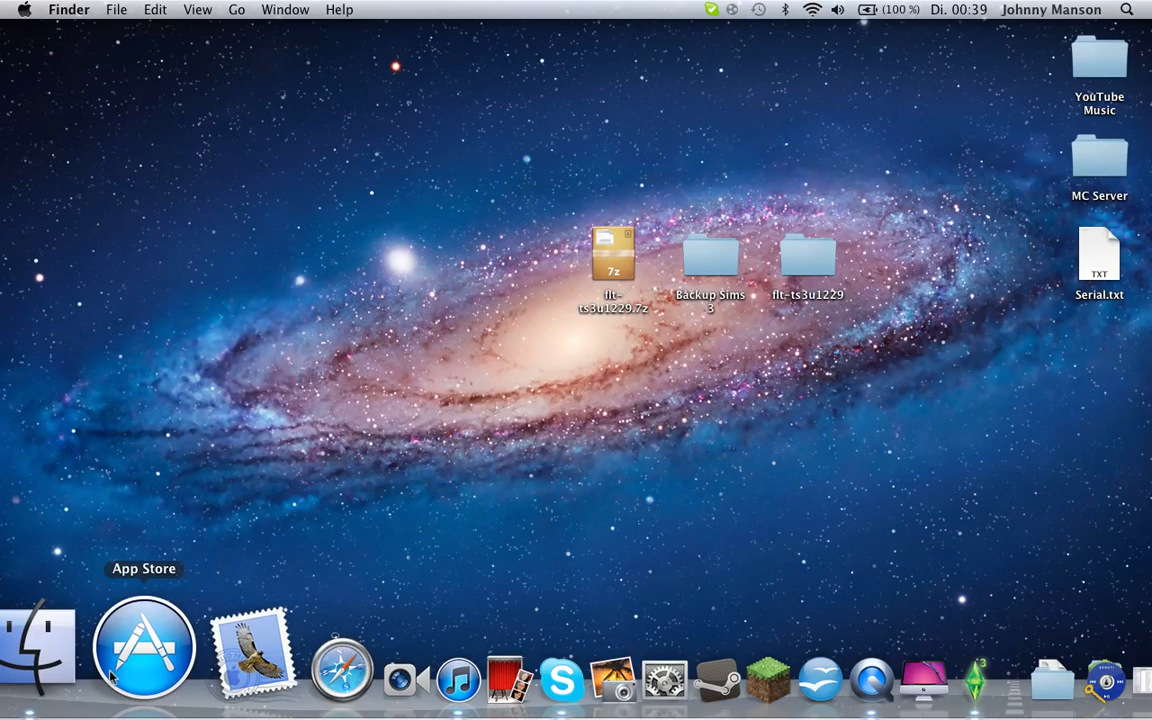 Finder File Edit View Go Window Help (100 %) Di. 00:39 Johnny Manson
YouTube
Music
MC Server
7z
TXT
flt-
ts3u1229.7z
Backup Sims
3
flt-ts3u1229
Serial.txt
App Store
3